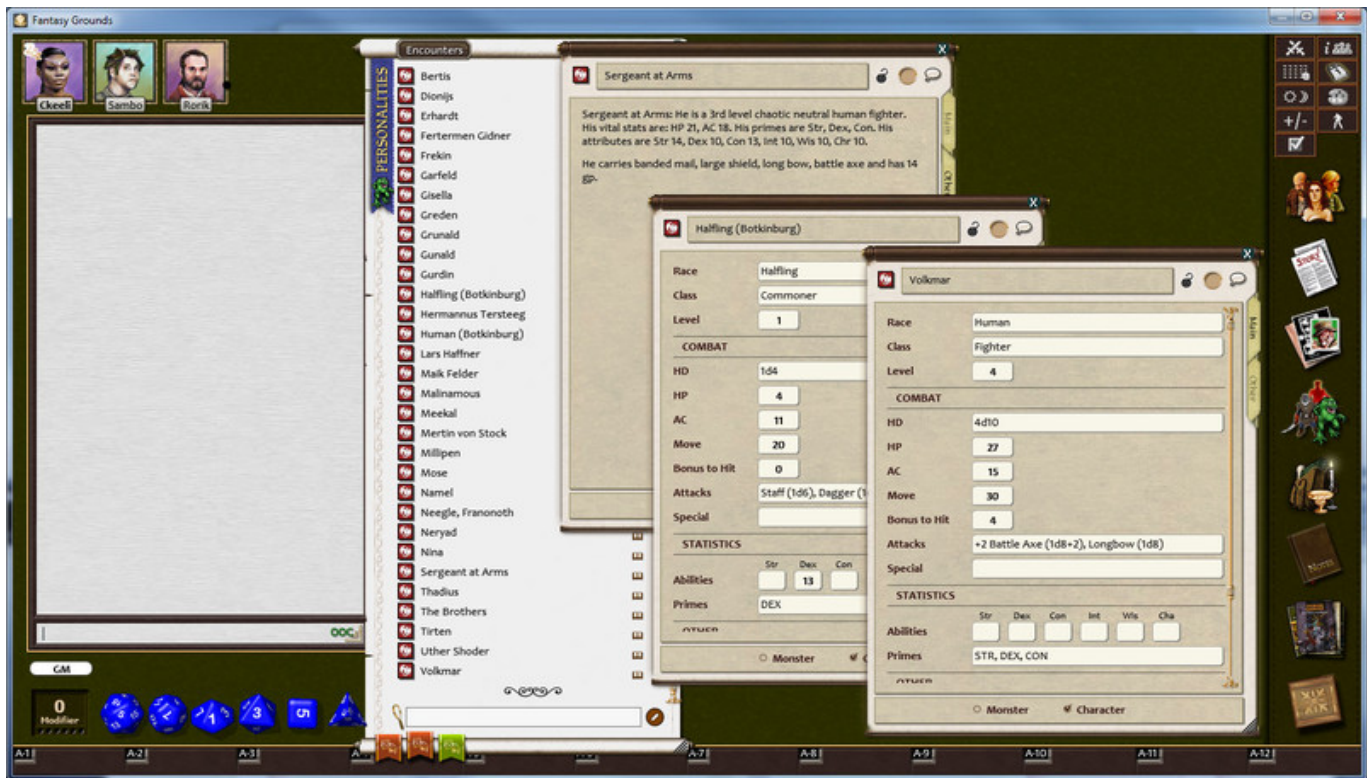 Fantasy Grounds
Ckeeli
Sambo
Rorik
GM
0
Modifier
Encounters
PERSONALITIES
Bertis
Dionijs
Erhardt
Fertermen Gidner
Frekin
Garfeld
Gisella
Greden
Grunald
Gunald
Gurdin
Halfling (Botkinburg)
Hermannus Tersteeg
Human (Botkinburg)
Lars Haffner
Maik Felder
Malinamous
Meekal
Mertin von Stock
Millipen
Mose
Namel
Neegle, Franonoth
Neryad
Nina
Sergeant at Arms
Thadius
The Brothers
Tirten
Uther Shoder
Volkmar
Sergeant at Arms
Sergeant at Arms: He is a 3rd level chaotic neutral human fighter.
His vital stats are: HP 21, AC 18. His primes are Str, Dex, Con. His
attributes are Str 14, Dex 10, Con 13, Int 10, Wis 10, Chr 10.
He carries banded mail, large shield, long bow, battle axe and has 14
gp.
Main
Other
Halfling (Botkinburg)
Race Halfling
Class Commoner
Level 1
COMBAT
HD 1d4
HP 4
AC 11
Move 20
Bonus to Hit 0
Attacks Staff (1d6), Dagger (1
Special
STATISTICS
Str Dex Con
Abilities 13
Primes DEX
Monster
Volkmar
Main
Other
Race Human
Class Fighter
Level 4
COMBAT
HD 4d10
HP 27
AC 15
Move 30
Bonus to Hit 4
Attacks +2 Battle Axe (1d8+2), Longbow (1d8)
Special
STATISTICS
Str Dex Con Int Wis Cha
Abilities
Primes STR, DEX, CON
OTHER
Monster Character
+/-
STORY
Notes
A-1 A-2 A-3 A-7 A-8 A-9 A-10 A-11 A-12